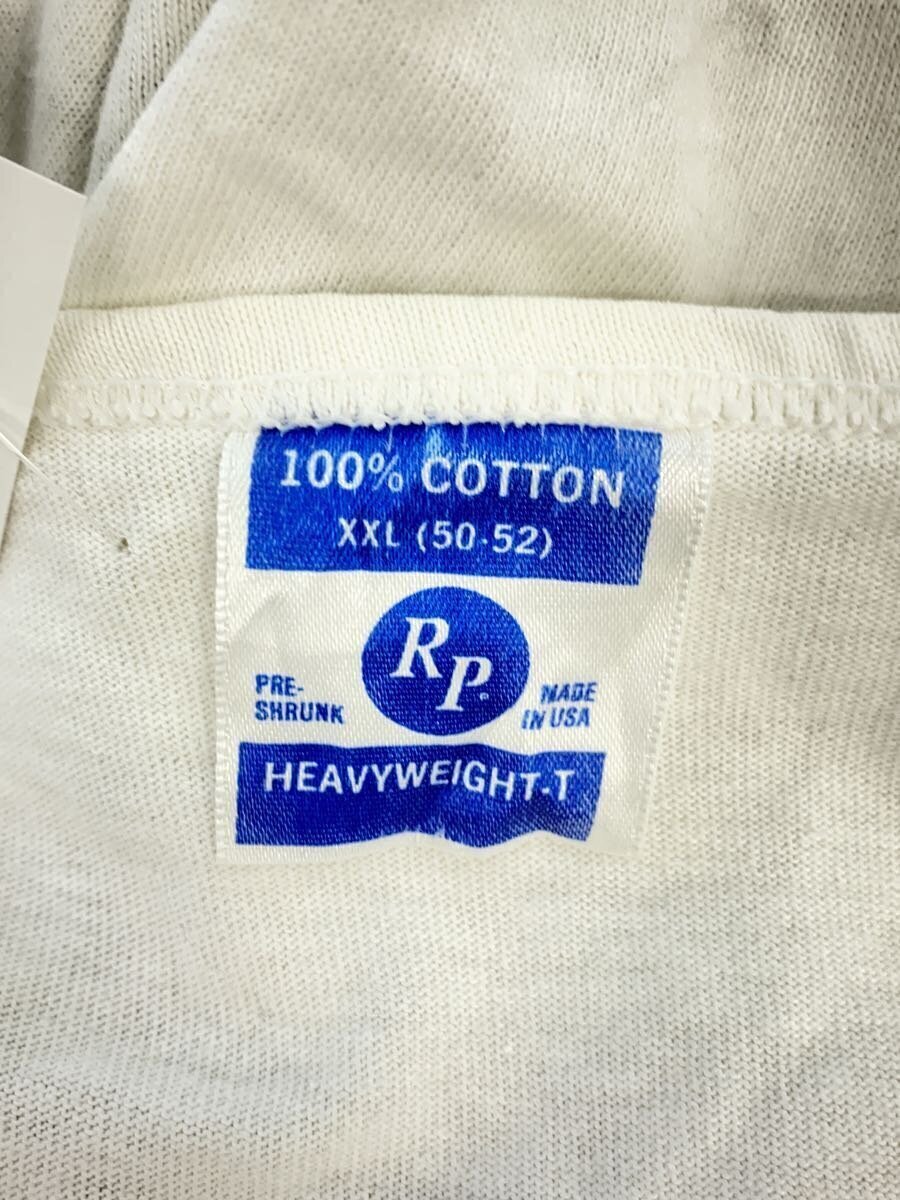 100% COTTON
XXL (50-52)
RP
PRE-
SHRUNK
MADE
IN USA
HEAVYWEIGHT-T